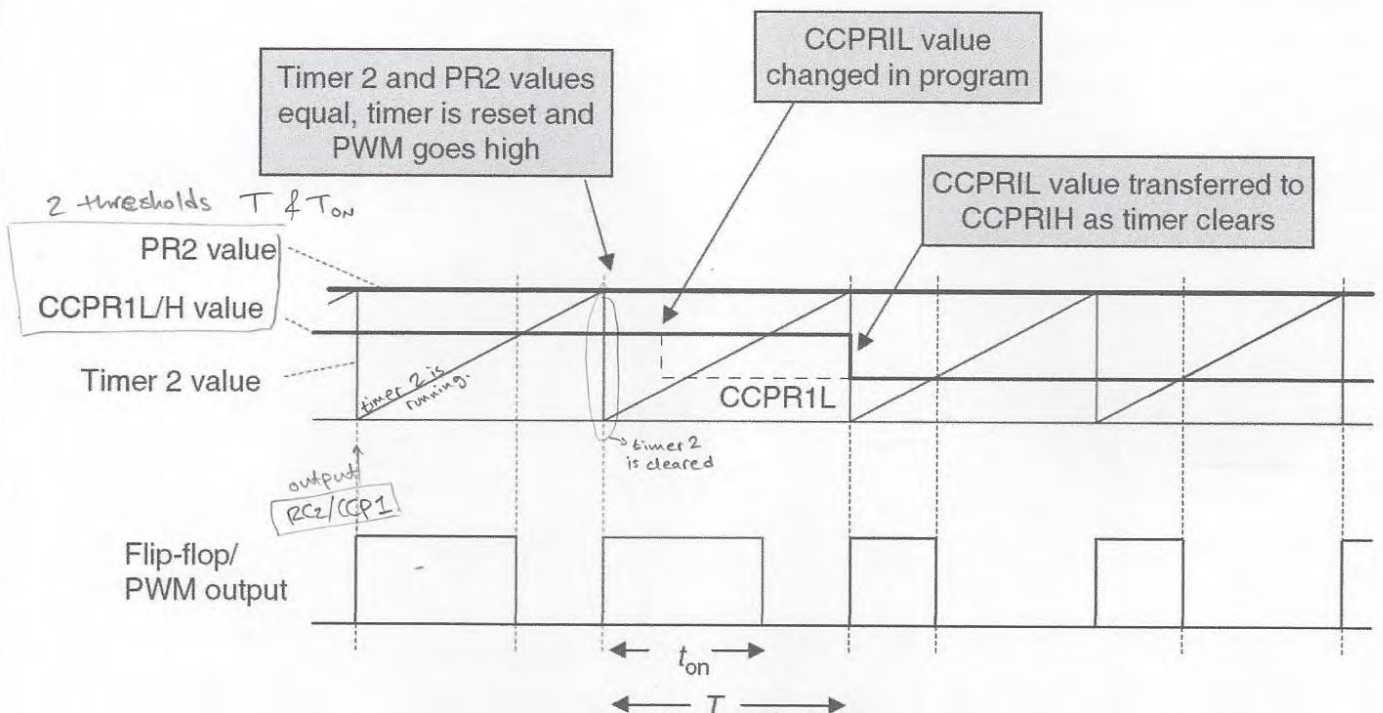 CCPRIL value
changed in program
Timer 2 and PR2 values
equal, timer is reset and
PWM goes high
CCPRIL value transferred to
CCPRIH as timer clears
2 thresholds T & TON
PR2 value
CCPR1L/H value
Timer 2 value
timer 2 is
running.
CCPR1L
timer 2
is cleared
output
RC2/CCP1
Flip-flop/
PWM output
ton
T